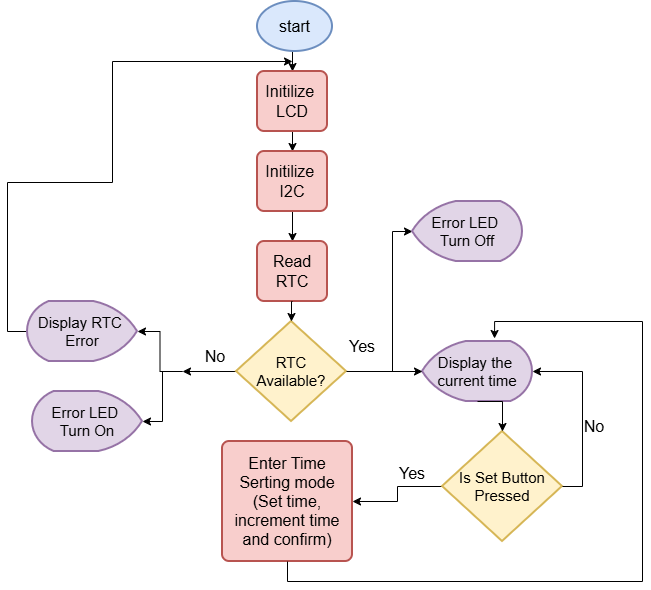 start
Initilize
LCD
Initilize
I2C
Read
RTC
Error LED
Turn Off
Display RTC
Error
No
RTC
Available?
Yes
Display the
current time
Error LED
Turn On
No
Enter Time
Serting mode
(Set time,
increment time
and confirm)
Yes
Is Set Button
Pressed